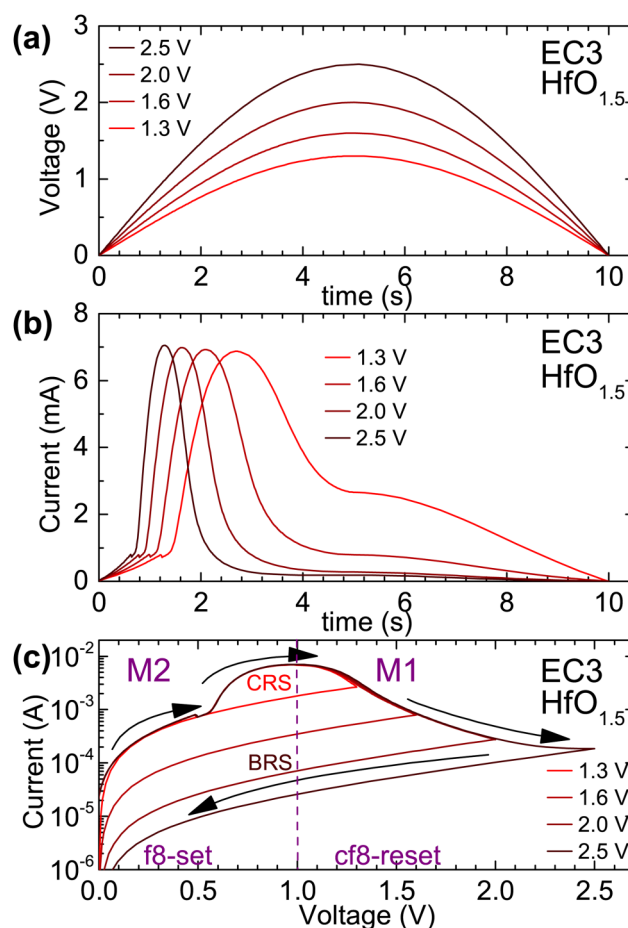 (a)
3
2
1
0
Voltage (V)
2.5 V
2.0 V
1.6 V
1.3 V
EC3
HfO1.5
0 2 4 6 8 10
time (s)
(b)
8
6
4
2
0
Current (mA)
1.3 V
1.6 V
2.0 V
2.5 V
EC3
HfO1.5
0 2 4 6 8 10
time (s)
(c)
10-2
10-3
10-4
10-5
10-6
Current (A)
M2 M1
EC3
HfO1.5
CRS
BRS
1.3 V
1.6 V
2.0 V
2.5 V
f8-set cf8-reset
0.0 0.5 1.0 1.5 2.0 2.5
Voltage (V)